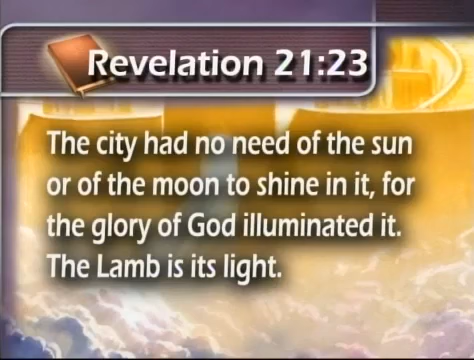 Revelation 21:23
The city had no need of the sun
or of the moon to shine in it, for
the glory of God illuminated it.
The Lamb is its light.